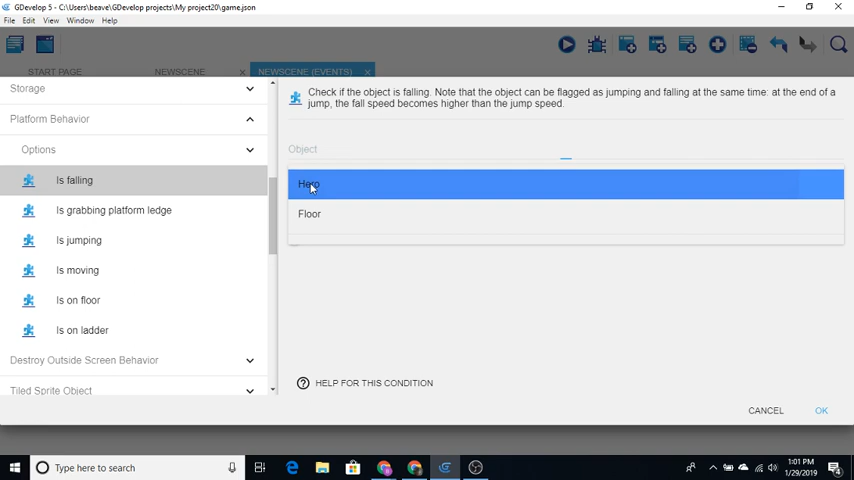 GDevelop 5 - C:\Users\beave\GDevelop projects\My project20\game.json
File Edit View Window Help
START PAGE NEWSCENE × NEWSCENE (EVENTS) ×
Storage
Check if the object is falling. Note that the object can be flagged as jumping and falling at the same time: at the end of a
jump, the fall speed becomes higher than the jump speed.
Platform Behavior
Options
Object
Is falling
Hero
Is grabbing platform ledge
Floor
Is jumping
Is moving
Is on floor
Is on ladder
Destroy Outside Screen Behavior
Tiled Sprite Object
? HELP FOR THIS CONDITION
CANCEL OK
Type here to search
1:01 PM
1/29/2019
4